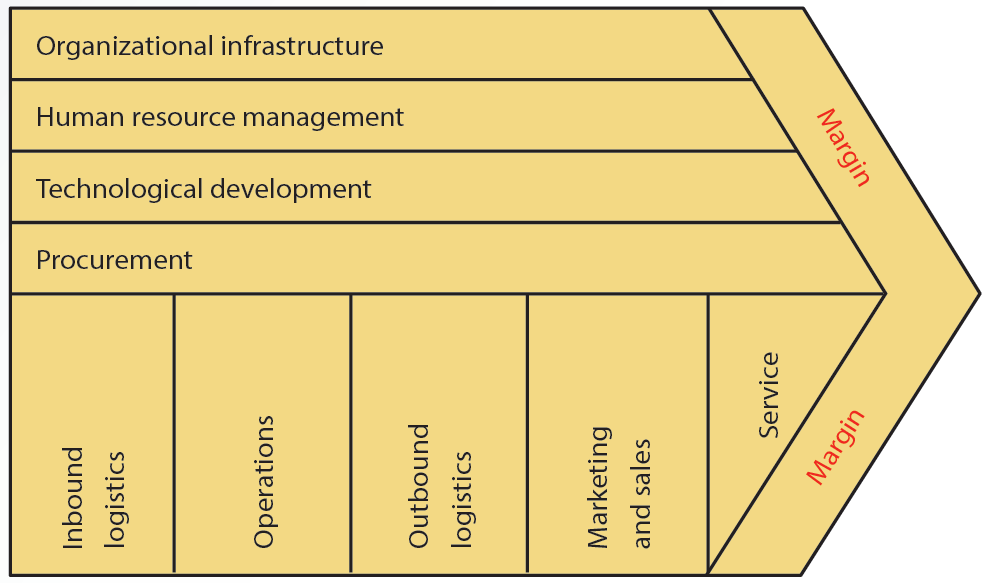 Organizational infrastructure
Human resource management
Technological development
Procurement
Margin
Inbound
logistics
Operations
Outbound
logistics
Marketing
and sales
Service
Margin